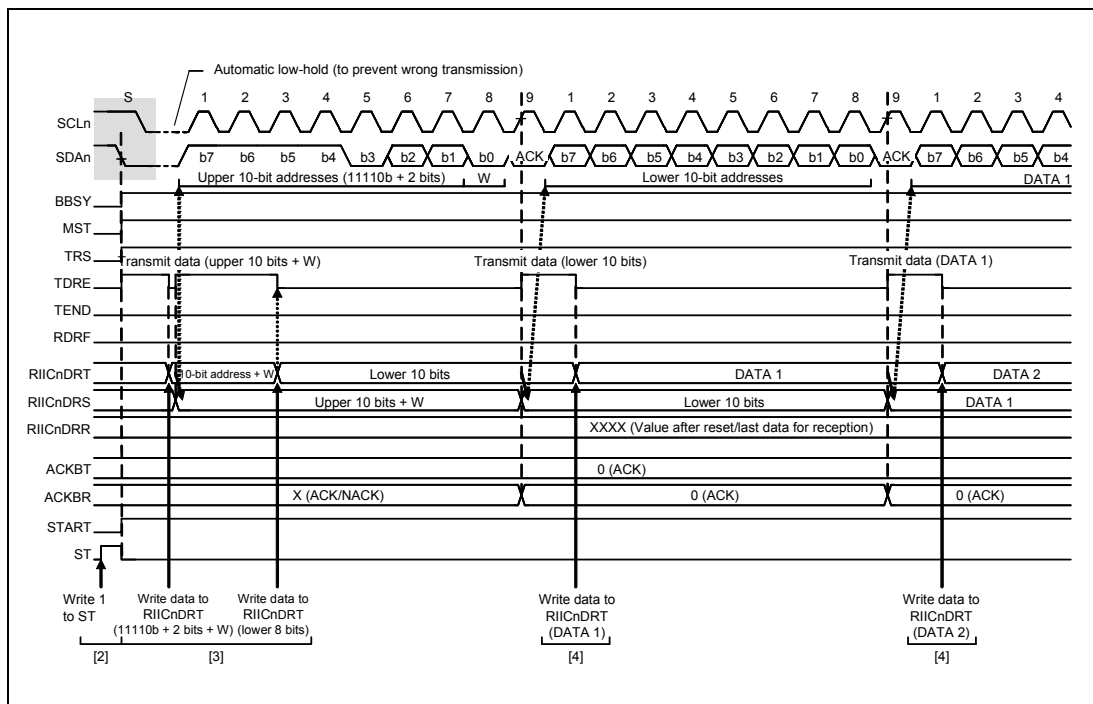 Automatic low-hold (to prevent wrong transmission)
S 1 2 3 4 5 6 7 8 9 1 2 3 4 5 6 7 8 9 1 2 3 4
SCLn
SDAn b7 b6 b5 b4 b3 b2 b1 b0 ACK b7 b6 b5 b4 b3 b2 b1 b0 ACK b7 b6 b5 b4
Upper 10-bit addresses (11110b + 2 bits) W Lower 10-bit addresses DATA 1
BBSY
MST
TRS
Transmit data (upper 10 bits + W) Transmit data (lower 10 bits) Transmit data (DATA 1)
TDRE
TEND
RDRF
RIICnDRT 10-bit address + W Lower 10 bits DATA 1 DATA 2
RIICnDRS Upper 10 bits + W Lower 10 bits DATA 1
RIICnDRR XXXX (Value after reset/last data for reception)
ACKBT 0 (ACK)
ACKBR X (ACK/NACK) 0 (ACK) 0 (ACK)
START
ST
Write 1 Write data to Write data to Write data to Write data to
to ST RIICnDRT RIICnDRT RIICnDRT RIICnDRT
(11110b + 2 bits + W) (lower 8 bits) (DATA 1) (DATA 2)
[2] [3] [4] [4]